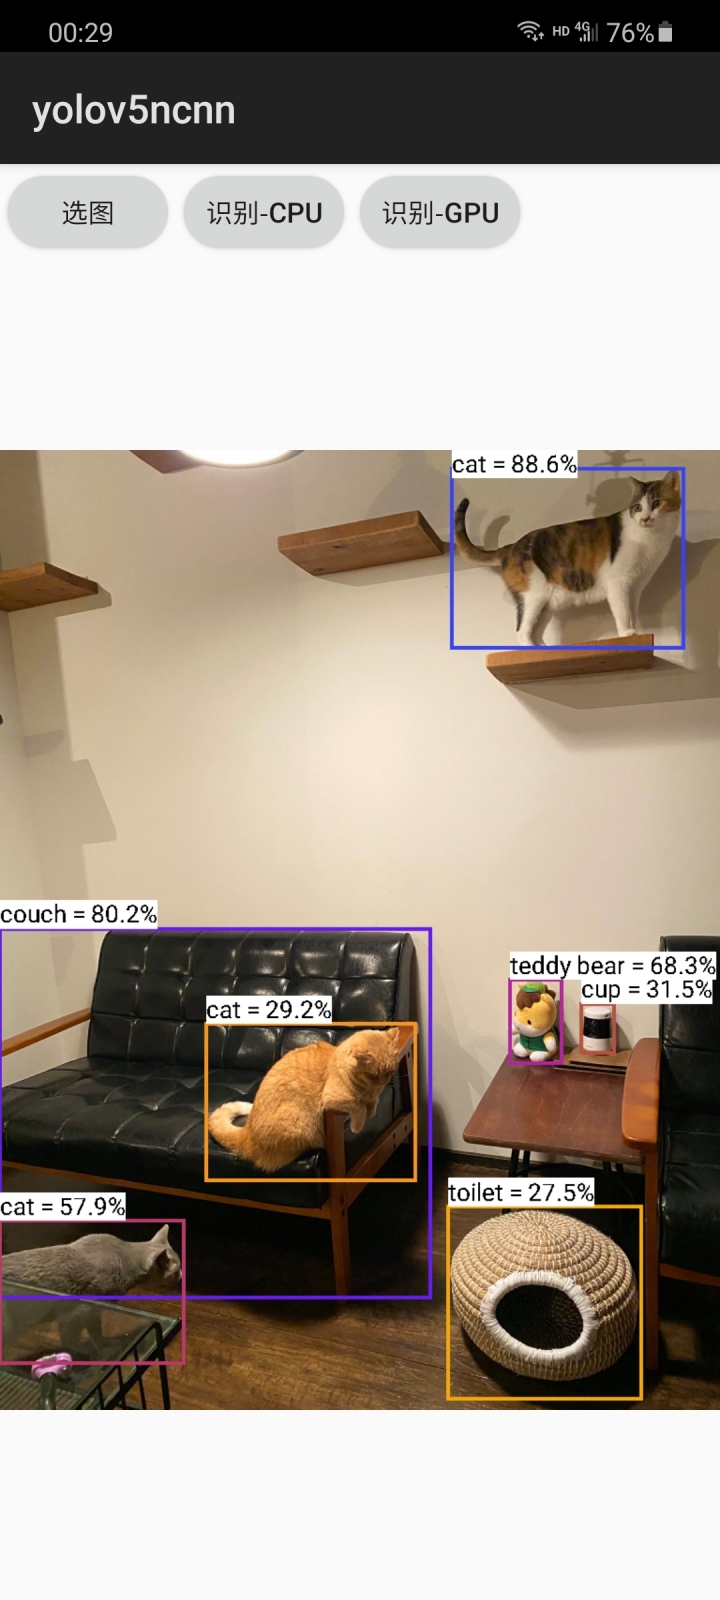 00:29 HD 4G 76%
yolov5ncnn
选图 识别-CPU 识别-GPU
cat = 88.6%
couch = 80.2%
teddy bear = 68.3%
cup = 31.5%
cat = 29.2%
toilet = 27.5%
cat = 57.9%